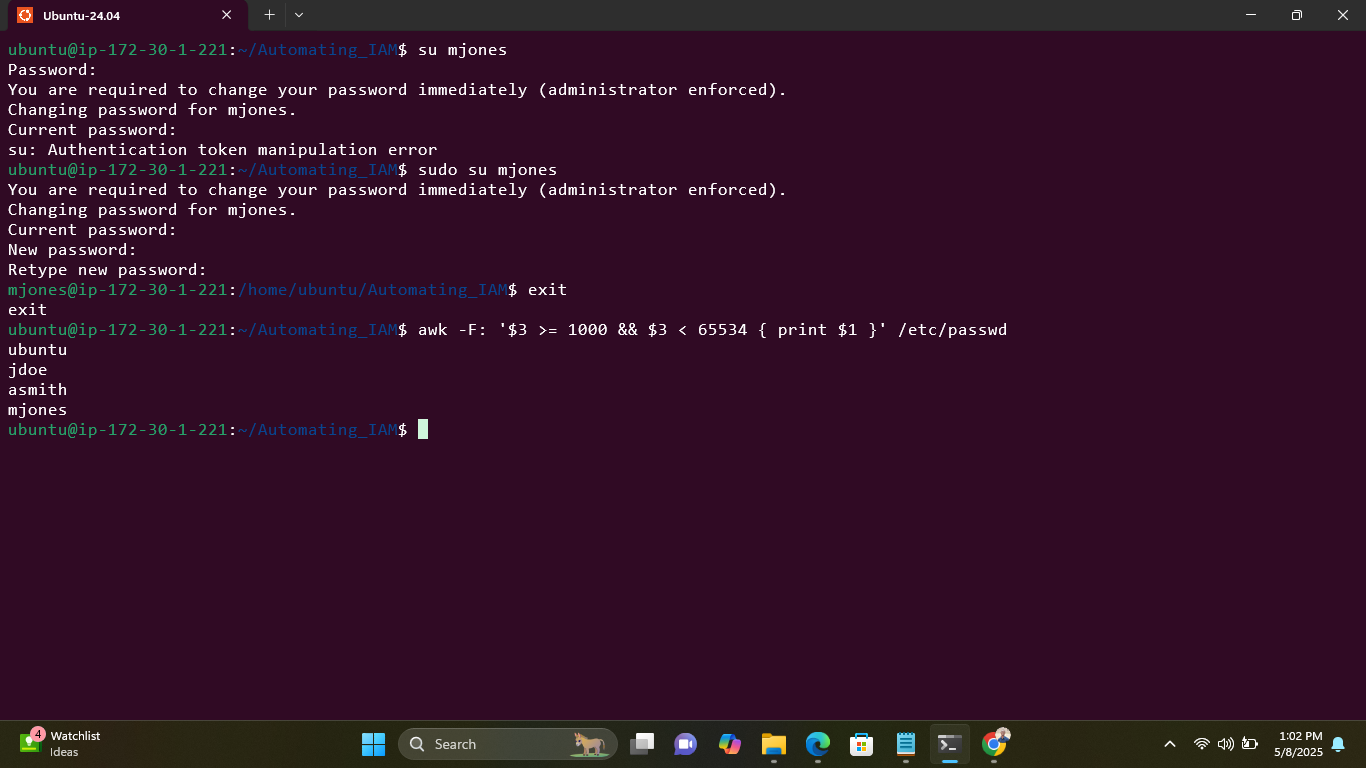 Ubuntu-24.04
ubuntu@ip-172-30-1-221:~/Automating_IAM$ su mjones
Password:
You are required to change your password immediately (administrator enforced).
Changing password for mjones.
Current password:
su: Authentication token manipulation error
ubuntu@ip-172-30-1-221:~/Automating_IAM$ sudo su mjones
You are required to change your password immediately (administrator enforced).
Changing password for mjones.
Current password:
New password:
Retype new password:
mjones@ip-172-30-1-221:/home/ubuntu/Automating_IAM$ exit
exit
ubuntu@ip-172-30-1-221:~/Automating_IAM$ awk -F: '$3 >= 1000 && $3 < 65534 { print $1 }' /etc/passwd
ubuntu
jdoe
asmith
mjones
ubuntu@ip-172-30-1-221:~/Automating_IAM$
4
Watchlist
Ideas
Search
1:02 PM
5/8/2025